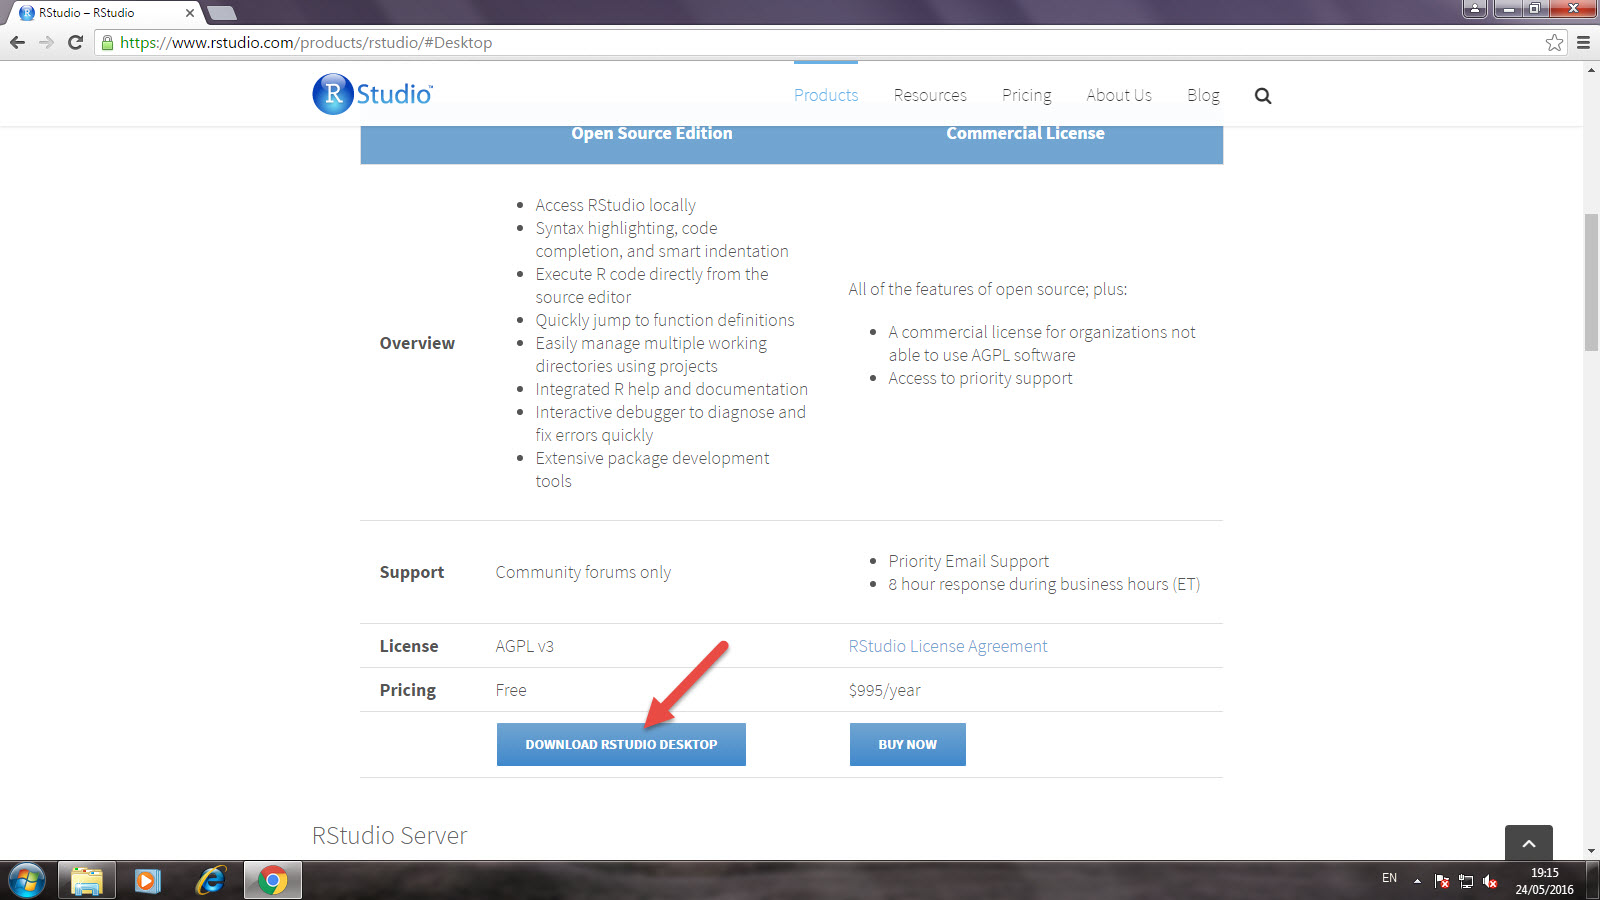 RStudio – RStudio
https://www.rstudio.com/products/rstudio/#Desktop
R Studio™
Products
Resources
Pricing
About Us
Blog
Open Source Edition
Commercial License
Overview
Access RStudio locally
Syntax highlighting, code
completion, and smart indentation
Execute R code directly from the
source editor
Quickly jump to function definitions
Easily manage multiple working
directories using projects
Integrated R help and documentation
Interactive debugger to diagnose and
fix errors quickly
Extensive package development
tools
All of the features of open source; plus:
A commercial license for organizations not
able to use AGPL software
Access to priority support
Support
Community forums only
Priority Email Support
8 hour response during business hours (ET)
License
AGPL v3
RStudio License Agreement
Pricing
Free
$995/year
DOWNLOAD RSTUDIO DESKTOP
BUY NOW
RStudio Server
EN
19:15
24/05/2016